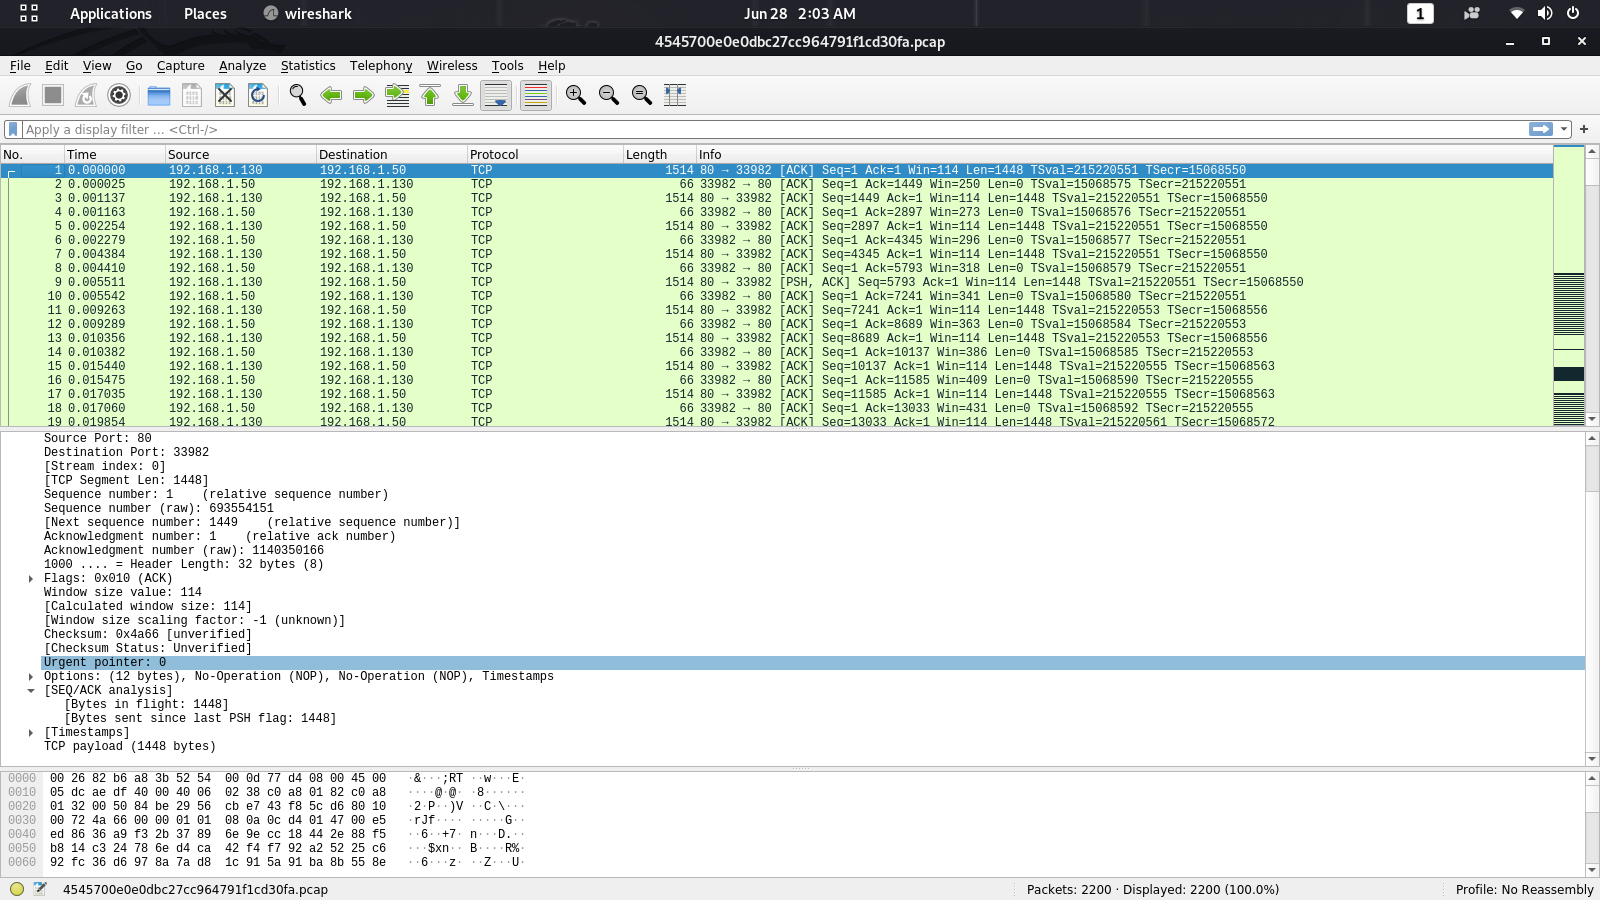 Applications Places wireshark Jun 28 2:03 AM 1
4545700e0e0dbc27cc964791f1cd30fa.pcap
File Edit View Go Capture Analyze Statistics Telephony Wireless Tools Help
Apply a display filter ... <Ctrl-/>
No. Time Source Destination Protocol Length Info
1 0.000000 192.168.1.130 192.168.1.50 TCP 1514 80 → 33982 [ACK] Seq=1 Ack=1 Win=114 Len=1448 TSval=215220551 TSecr=15068550
2 0.000025 192.168.1.50 192.168.1.130 TCP 66 33982 → 80 [ACK] Seq=1 Ack=1449 Win=250 Len=0 TSval=15068575 TSecr=215220551
3 0.001137 192.168.1.130 192.168.1.50 TCP 1514 80 → 33982 [ACK] Seq=1449 Ack=1 Win=114 Len=1448 TSval=215220551 TSecr=15068550
4 0.001163 192.168.1.50 192.168.1.130 TCP 66 33982 → 80 [ACK] Seq=1 Ack=2897 Win=273 Len=0 TSval=15068576 TSecr=215220551
5 0.002254 192.168.1.130 192.168.1.50 TCP 1514 80 → 33982 [ACK] Seq=2897 Ack=1 Win=114 Len=1448 TSval=215220551 TSecr=15068550
6 0.002279 192.168.1.50 192.168.1.130 TCP 66 33982 → 80 [ACK] Seq=1 Ack=4345 Win=296 Len=0 TSval=15068577 TSecr=215220551
7 0.004384 192.168.1.130 192.168.1.50 TCP 1514 80 → 33982 [ACK] Seq=4345 Ack=1 Win=114 Len=1448 TSval=215220551 TSecr=15068550
8 0.004410 192.168.1.50 192.168.1.130 TCP 66 33982 → 80 [ACK] Seq=1 Ack=5793 Win=318 Len=0 TSval=15068579 TSecr=215220551
9 0.005511 192.168.1.130 192.168.1.50 TCP 1514 80 → 33982 [PSH, ACK] Seq=5793 Ack=1 Win=114 Len=1448 TSval=215220551 TSecr=15068550
10 0.005542 192.168.1.50 192.168.1.130 TCP 66 33982 → 80 [ACK] Seq=1 Ack=7241 Win=341 Len=0 TSval=15068580 TSecr=215220551
11 0.009263 192.168.1.130 192.168.1.50 TCP 1514 80 → 33982 [ACK] Seq=7241 Ack=1 Win=114 Len=1448 TSval=215220553 TSecr=15068556
12 0.009289 192.168.1.50 192.168.1.130 TCP 66 33982 → 80 [ACK] Seq=1 Ack=8689 Win=363 Len=0 TSval=15068584 TSecr=215220553
13 0.010356 192.168.1.130 192.168.1.50 TCP 1514 80 → 33982 [ACK] Seq=8689 Ack=1 Win=114 Len=1448 TSval=215220553 TSecr=15068556
14 0.010382 192.168.1.50 192.168.1.130 TCP 66 33982 → 80 [ACK] Seq=1 Ack=10137 Win=386 Len=0 TSval=15068585 TSecr=215220553
15 0.015440 192.168.1.130 192.168.1.50 TCP 1514 80 → 33982 [ACK] Seq=10137 Ack=1 Win=114 Len=1448 TSval=215220555 TSecr=15068563
16 0.015475 192.168.1.50 192.168.1.130 TCP 66 33982 → 80 [ACK] Seq=1 Ack=11585 Win=409 Len=0 TSval=15068590 TSecr=215220555
17 0.017035 192.168.1.130 192.168.1.50 TCP 1514 80 → 33982 [ACK] Seq=11585 Ack=1 Win=114 Len=1448 TSval=215220555 TSecr=15068563
18 0.017060 192.168.1.50 192.168.1.130 TCP 66 33982 → 80 [ACK] Seq=1 Ack=13033 Win=431 Len=0 TSval=15068592 TSecr=215220555
19 0.019854 192.168.1.130 192.168.1.50 TCP 1514 80 → 33982 [ACK] Seq=13033 Ack=1 Win=114 Len=1448 TSval=215220561 TSecr=15068572
Source Port: 80
Destination Port: 33982
[Stream index: 0]
[TCP Segment Len: 1448]
Sequence number: 1    (relative sequence number)
Sequence number (raw): 693554151
[Next sequence number: 1449    (relative sequence number)]
Acknowledgment number: 1    (relative ack number)
Acknowledgment number (raw): 1140350166
1000 .... = Header Length: 32 bytes (8)
Flags: 0x010 (ACK)
Window size value: 114
[Calculated window size: 114]
[Window size scaling factor: -1 (unknown)]
Checksum: 0x4a66 [unverified]
[Checksum Status: Unverified]
Urgent pointer: 0
Options: (12 bytes), No-Operation (NOP), No-Operation (NOP), Timestamps
[SEQ/ACK analysis]
[Bytes in flight: 1448]
[Bytes sent since last PSH flag: 1448]
[Timestamps]
TCP payload (1448 bytes)
0000 00 26 82 b6 a8 3b 52 54 00 0d 77 d4 08 00 45 00 ·&···;RT ··w···E·
0010 05 dc ae df 40 00 40 06 02 38 c0 a8 01 82 c0 a8 ····@·@· ·8······
0020 01 32 00 50 84 be 29 56 cb e7 43 f8 5c d6 80 10 ·2·P··)V ··C·\···
0030 00 72 4a 66 00 00 01 01 08 0a 0c d4 01 47 00 e5 ·rJf···· ·····G··
0040 ed 86 36 a9 f3 2b 37 89 6e 9e cc 18 44 2e 88 f5 ··6··+7· n···D.··
0050 b8 14 c3 24 78 6e d4 ca 42 f4 f7 92 a2 52 25 c6 ···$xn·· B····R%·
0060 92 fc 36 d6 97 8a 7a d8 1c 91 5a 91 ba 8b 55 8e ··6···z· ··Z···U·
4545700e0e0dbc27cc964791f1cd30fa.pcap Packets: 2200 · Displayed: 2200 (100.0%) Profile: No Reassembly